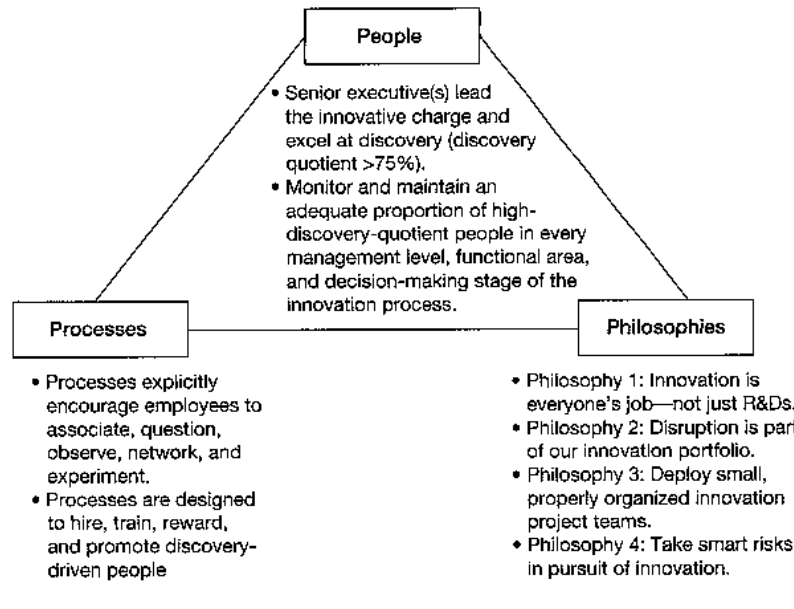 People
• Senior executive(s) lead
the innovative charge and
excel at discovery (discovery
quotient >75%).
• Monitor and maintain an
adequate proportion of high-
discovery-quotient people in every
management level, functional area,
and decision-making stage of the
innovation process.
Processes
• Processes explicitly
encourage employees to
associate, question,
observe, network, and
experiment.
• Processes are designed
to hire, train, reward,
and promote discovery-
driven people
Philosophies
• Philosophy 1: Innovation is
everyone's job—not just R&Ds.
• Philosophy 2: Disruption is part
of our innovation portfolio.
• Philosophy 3: Deploy small,
properly organized innovation
project teams.
• Philosophy 4: Take smart risks
in pursuit of innovation.